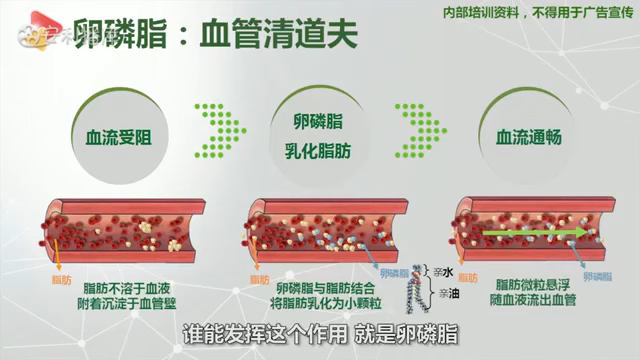 内部培训资料，不得用于广告宣传
卵磷脂：血管清道夫
血流受阻
卵磷脂
乳化脂肪
血流通畅
脂肪
脂肪
卵磷脂
亲水
亲油
脂肪
卵磷脂
脂肪不溶于血液
附着沉淀于血管壁
卵磷脂与脂肪结合
将脂肪乳化为小颗粒
脂肪微粒悬浮
随血液流出血管
谁能发挥这个作用 就是卵磷脂